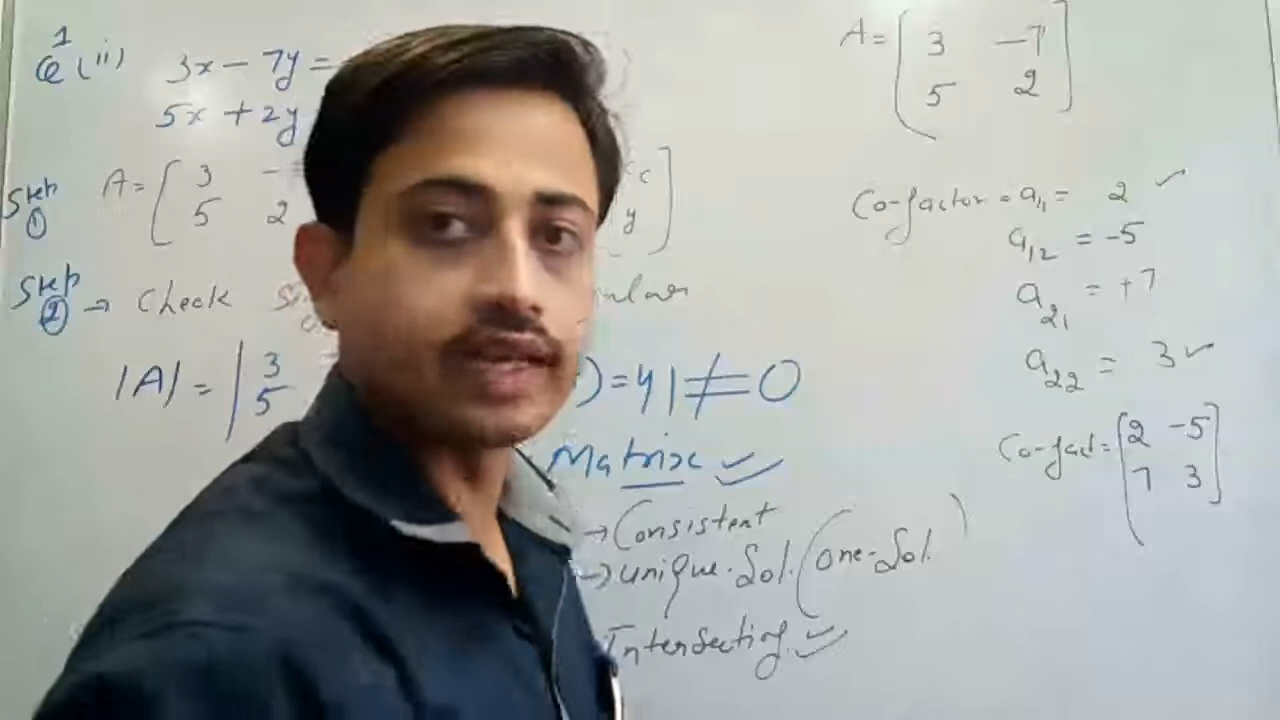 1
Q (ii) 3x - 7y =
5x + 2y
Step ① A = [ 3 -
5 2 y ]
Step ② → Check
|A| = | 3
5 ) = 41 ≠ 0
Matrix ✓
→ Consistent
→ unique. Sol. (one-Sol.)
Intersecting. ✓
A = [ 3 -7
5 2 ]
Co-factor = a₁₁ = 2 ✓
a₁₂ = -5
a₂₁ = +7
a₂₂ = 3 ✓
Co-fact = [ 2 -5
7 3 ]